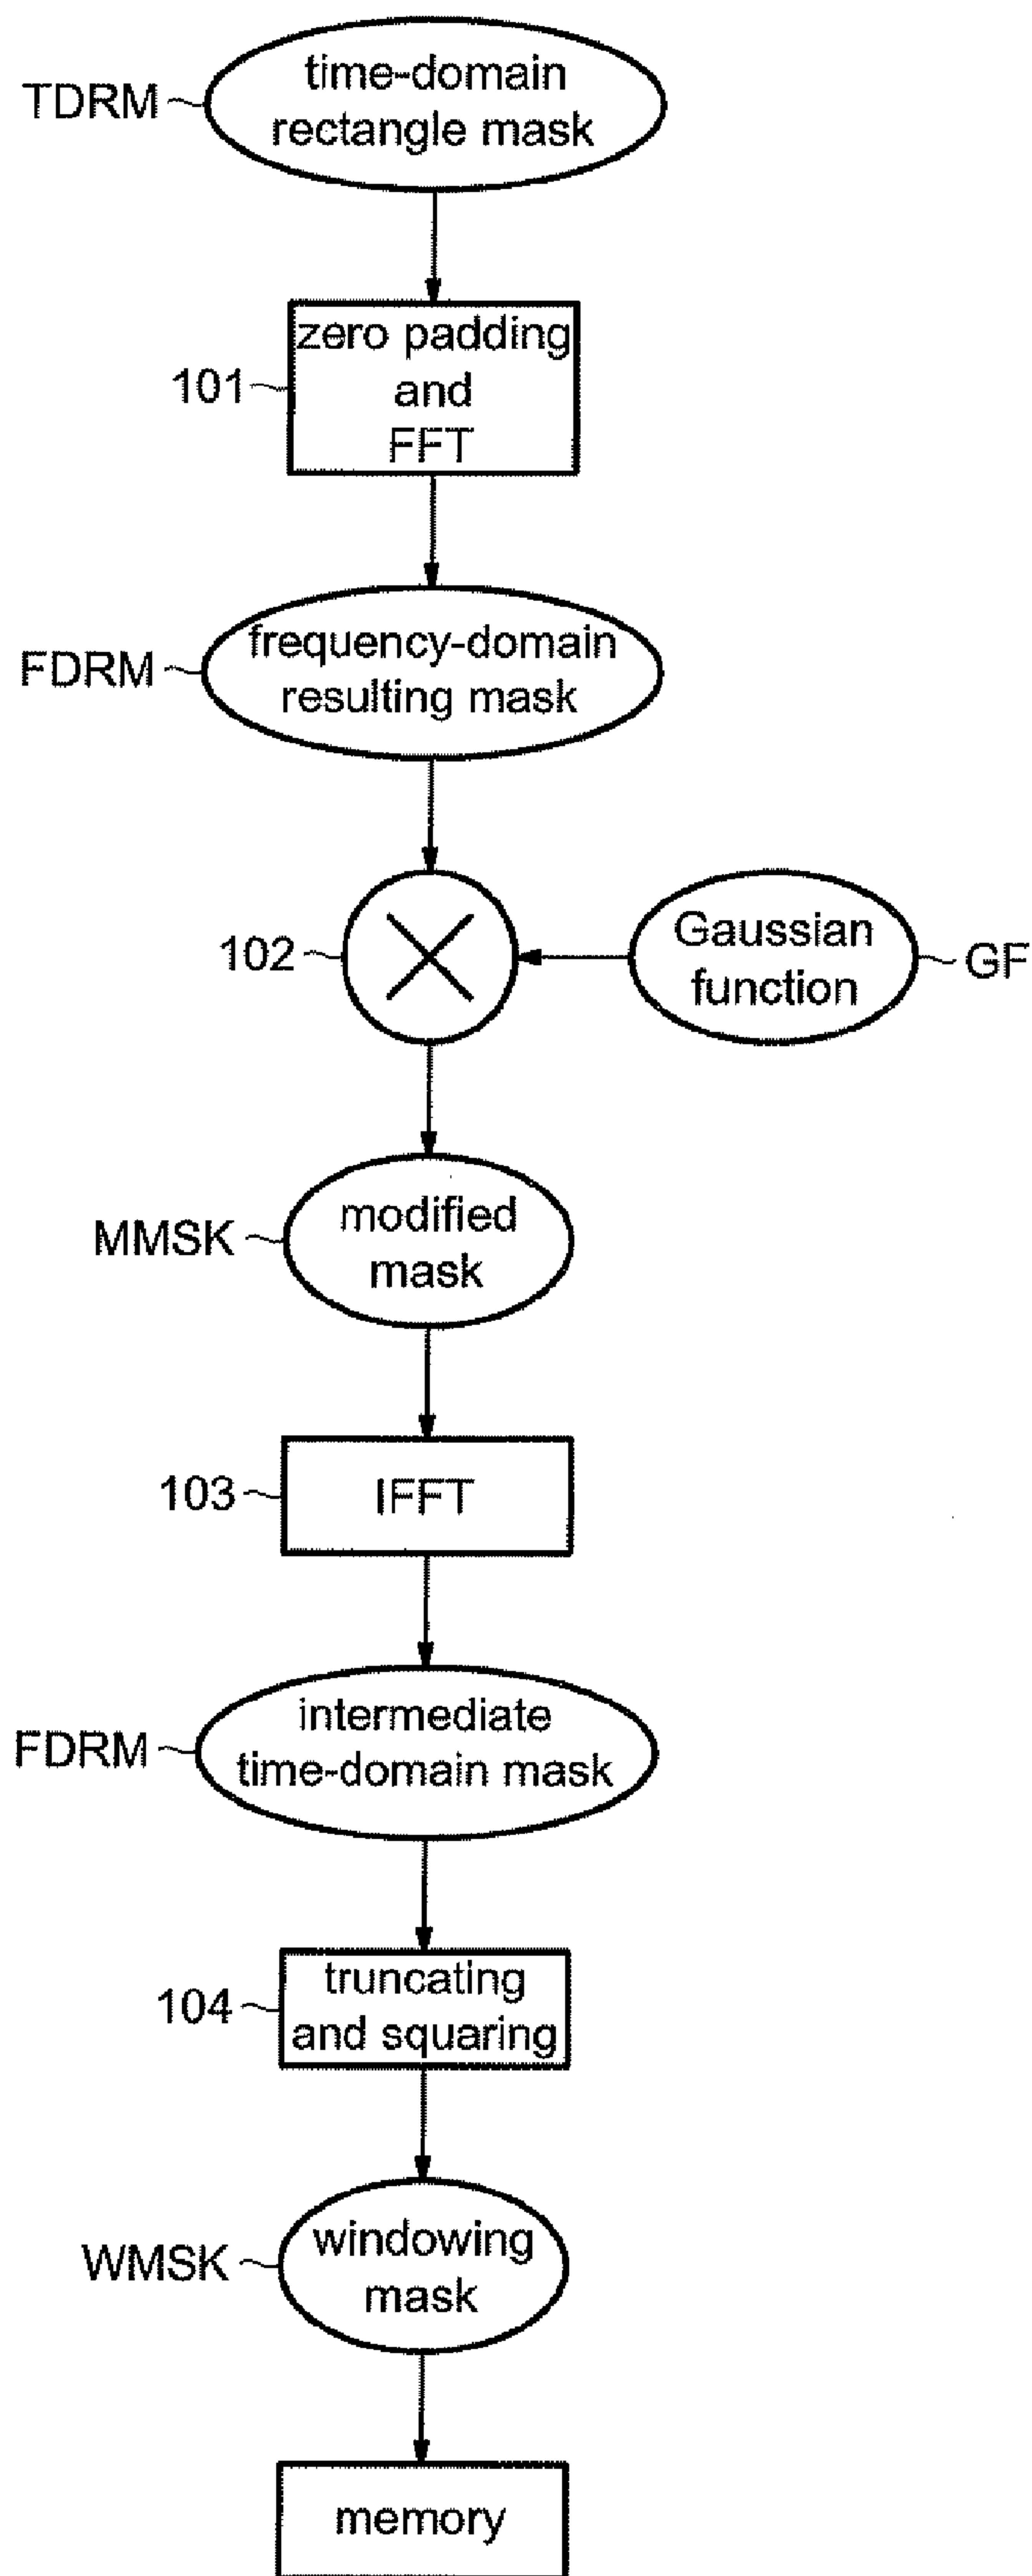 TDRM
time-domain
rectangle mask
101
zero padding
and
FFT
FDRM
frequency-domain
resulting mask
102
Gaussian
function
GF
MMSK
modified
mask
103
IFFT
FDRM
intermediate
time-domain mask
104
truncating
and squaring
WMSK
windowing
mask
memory